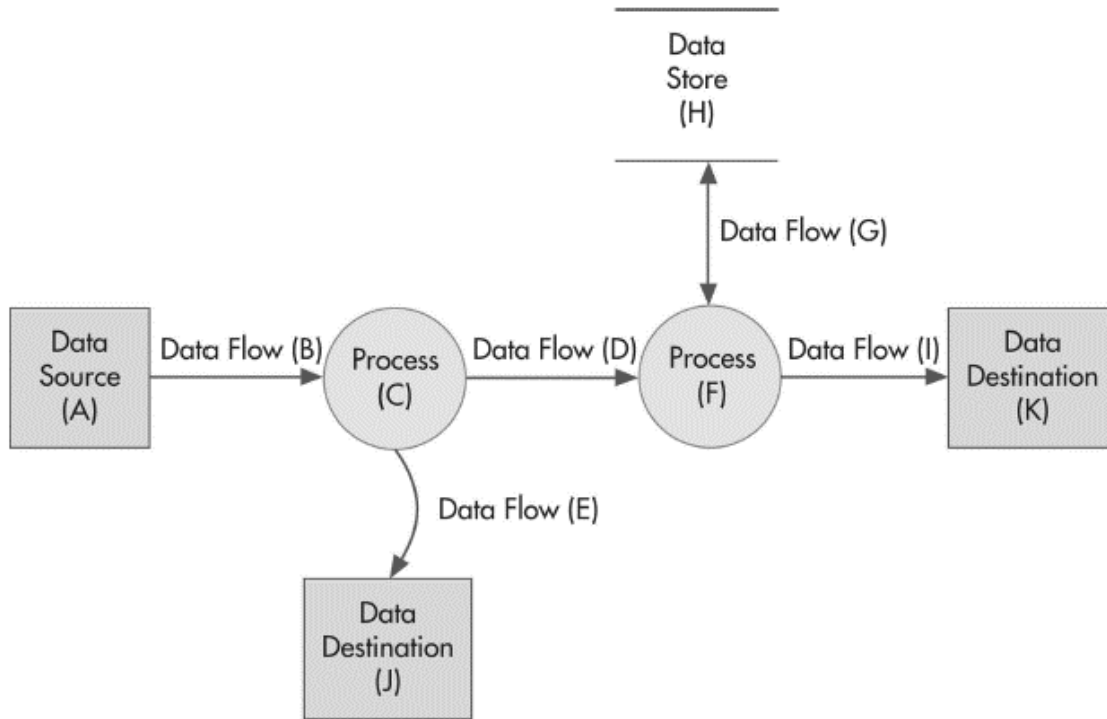 Data
Store
(H)
Data Flow (G)
Data
Source
(A)
Data Flow (B)
Process
(C)
Data Flow (D)
Process
(F)
Data Flow (I)
Data
Destination
(K)
Data Flow (E)
Data
Destination
(J)